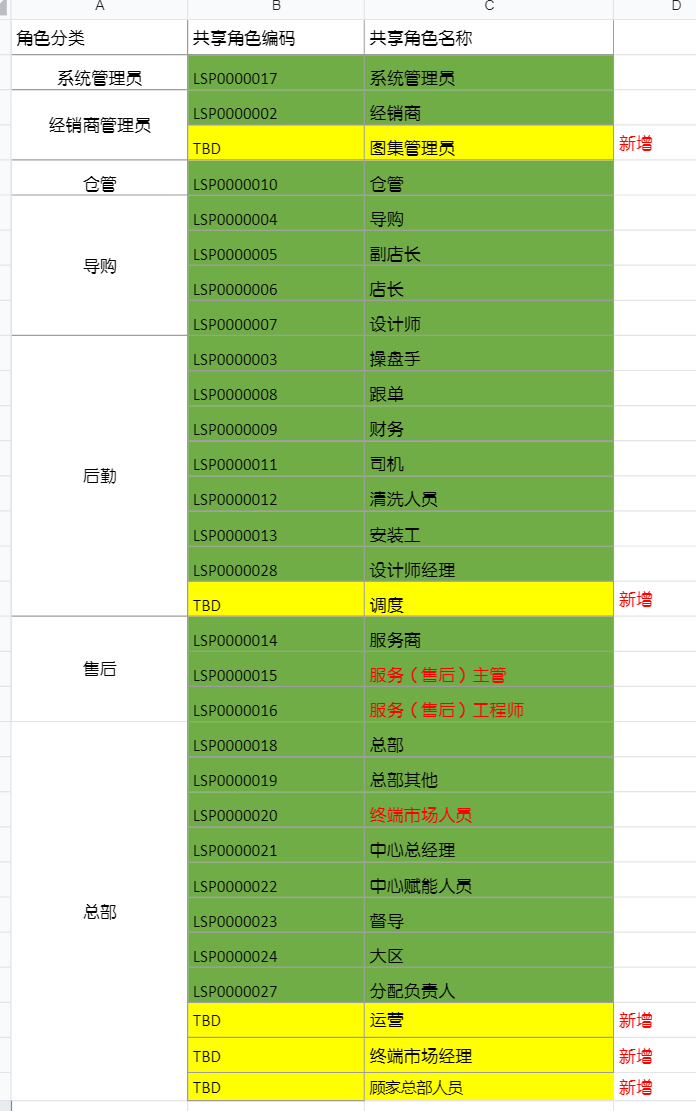 A B C D
角色分类 共享角色编码 共享角色名称
系统管理员 LSP0000017 系统管理员
经销商管理员 LSP0000002 经销商
TBD 图集管理员 新增
仓管 LSP0000010 仓管
导购 LSP0000004 导购
LSP0000005 副店长
LSP0000006 店长
LSP0000007 设计师
后勤 LSP0000003 操盘手
LSP0000008 跟单
LSP0000009 财务
LSP0000011 司机
LSP0000012 清洗人员
LSP0000013 安装工
LSP0000028 设计师经理
TBD 调度 新增
售后 LSP0000014 服务商
LSP0000015 服务（售后）主管
LSP0000016 服务（售后）工程师
总部 LSP0000018 总部
LSP0000019 总部其他
LSP0000020 终端市场人员
LSP0000021 中心总经理
LSP0000022 中心赋能人员
LSP0000023 督导
LSP0000024 大区
LSP0000027 分配负责人
TBD 运营 新增
TBD 终端市场经理 新增
TBD 顾家总部人员 新增